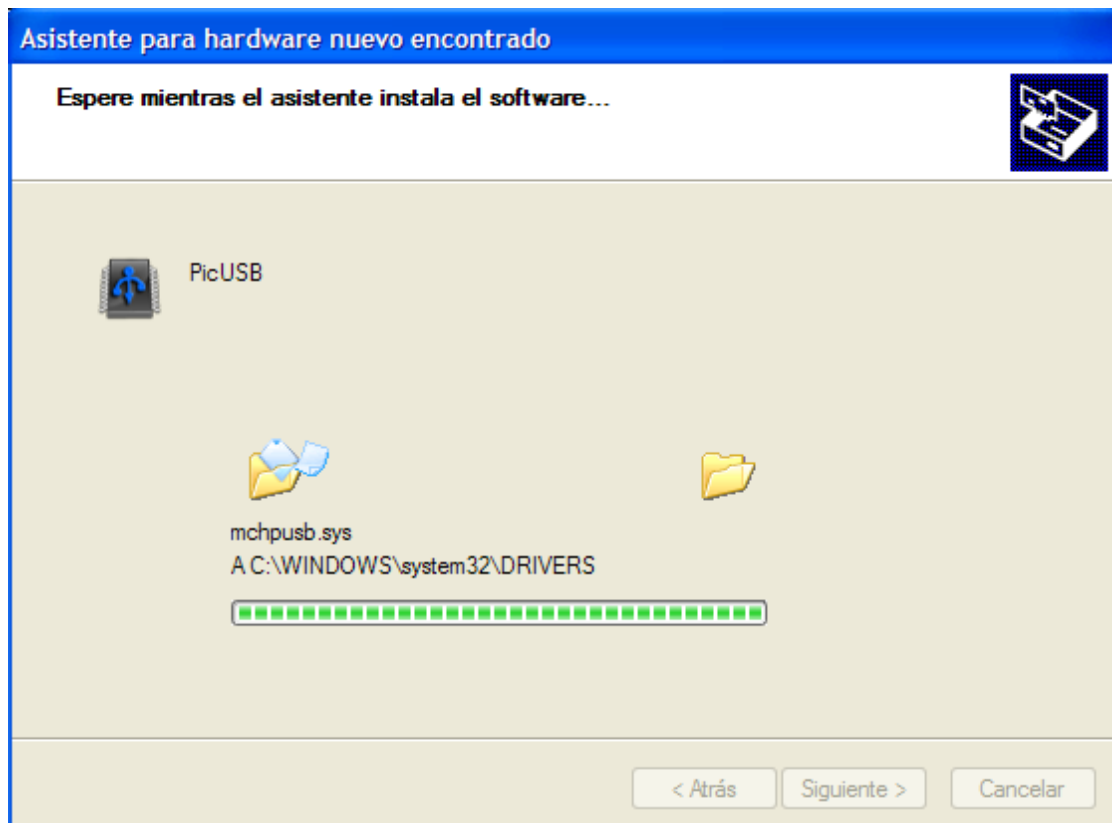 Asistente para hardware nuevo encontrado
Espere mientras el asistente instala el software...
PicUSB
mchpusb.sys
A C:\WINDOWS\system32\DRIVERS
< Atrás Siguiente > Cancelar